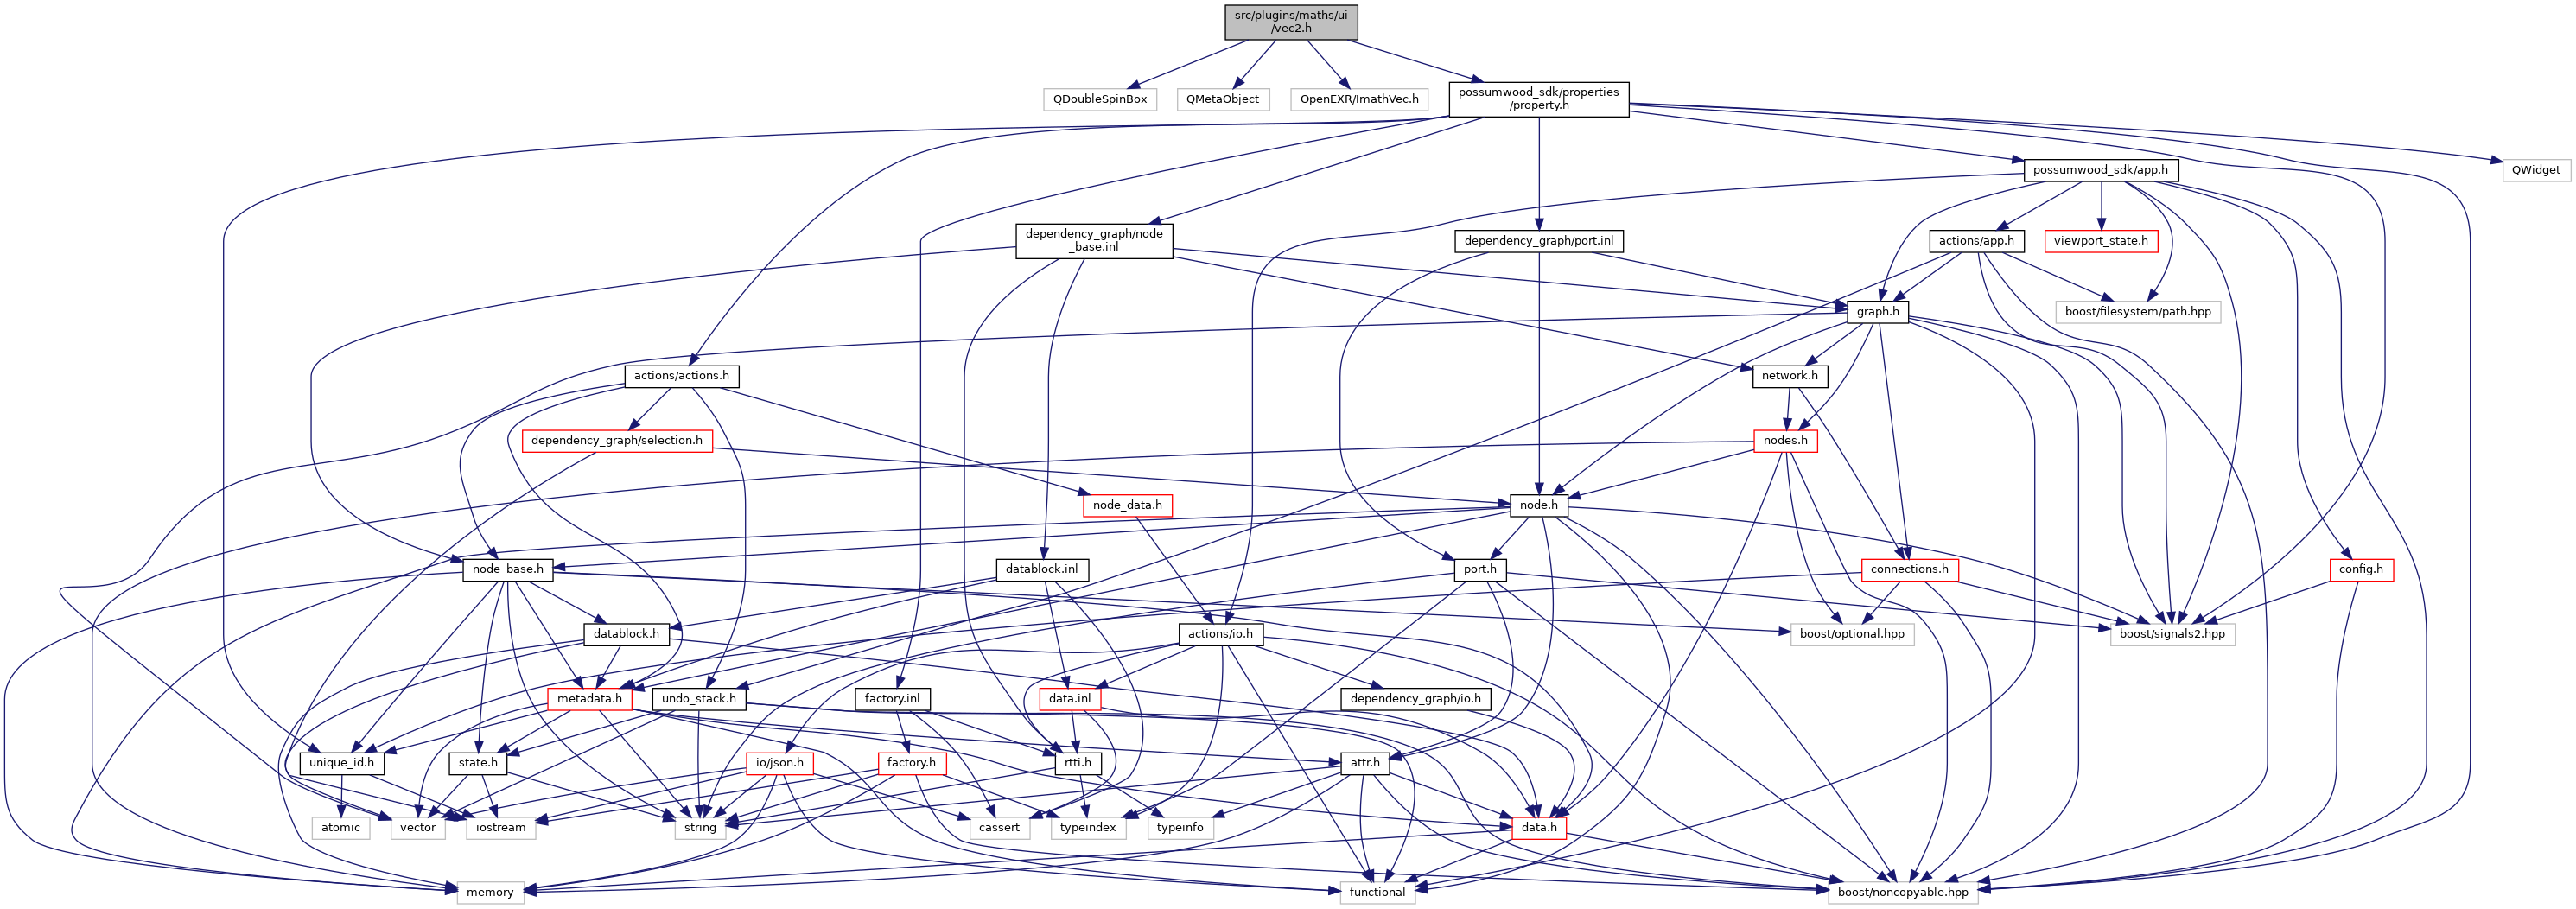 src/plugins/maths/ui
/vec2.h
QDoubleSpinBox
QMetaObject
OpenEXR/ImathVec.h
possumwood_sdk/properties
/property.h
possumwood_sdk/app.h
QWidget
dependency_graph/node
_base.inl
dependency_graph/port.inl
actions/app.h
viewport_state.h
graph.h
boost/filesystem/path.hpp
actions/actions.h
network.h
dependency_graph/selection.h
nodes.h
node_data.h
node.h
node_base.h
datablock.inl
port.h
connections.h
config.h
datablock.h
actions/io.h
boost/optional.hpp
boost/signals2.hpp
metadata.h
undo_stack.h
factory.inl
data.inl
dependency_graph/io.h
unique_id.h
state.h
io/json.h
factory.h
rtti.h
attr.h
atomic
vector
iostream
string
cassert
typeindex
typeinfo
data.h
memory
functional
boost/noncopyable.hpp